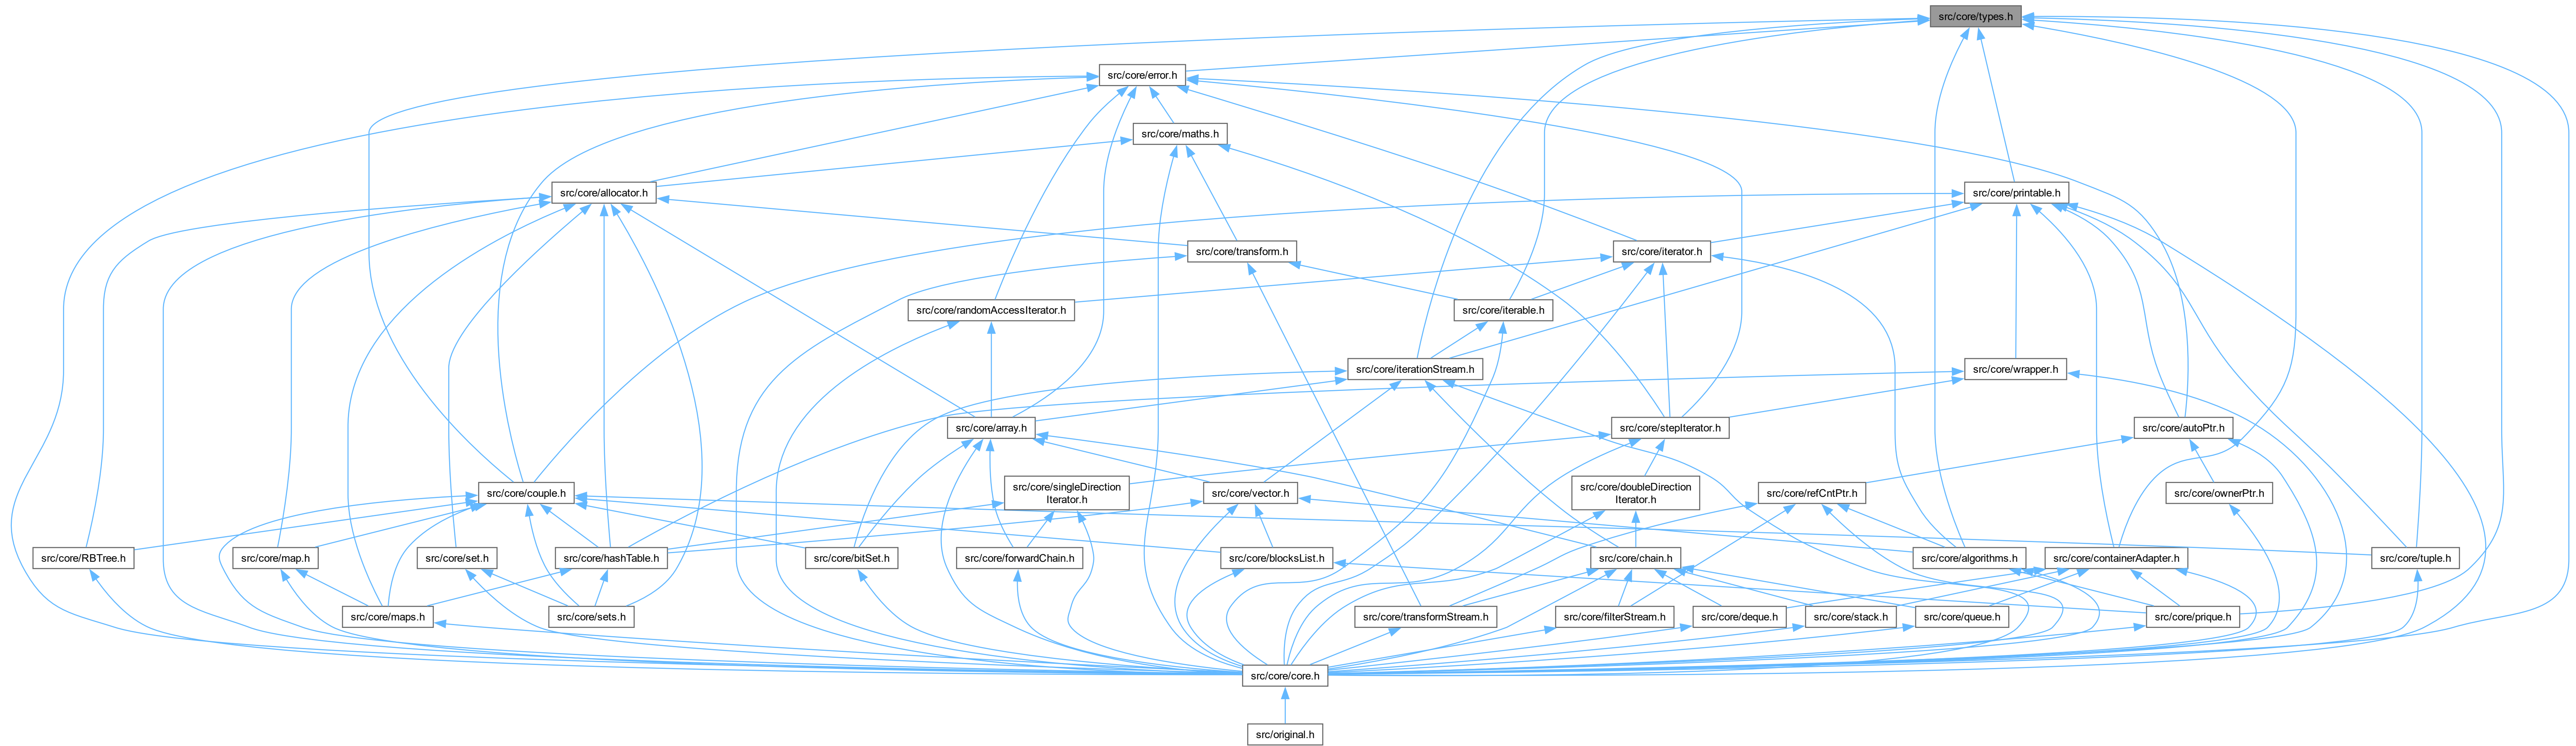 src/core/types.h
src/core/error.h
src/core/maths.h
src/core/allocator.h
src/core/printable.h
src/core/transform.h
src/core/iterator.h
src/core/randomAccessIterator.h
src/core/iterable.h
src/core/iterationStream.h
src/core/wrapper.h
src/core/array.h
src/core/stepIterator.h
src/core/autoPtr.h
src/core/couple.h
src/core/singleDirection
Iterator.h
src/core/vector.h
src/core/doubleDirection
Iterator.h
src/core/refCntPtr.h
src/core/ownerPtr.h
src/core/RBTree.h
src/core/map.h
src/core/set.h
src/core/hashTable.h
src/core/bitSet.h
src/core/forwardChain.h
src/core/blocksList.h
src/core/chain.h
src/core/algorithms.h
src/core/containerAdapter.h
src/core/tuple.h
src/core/maps.h
src/core/sets.h
src/core/transformStream.h
src/core/filterStream.h
src/core/deque.h
src/core/stack.h
src/core/queue.h
src/core/prique.h
src/core/core.h
src/original.h